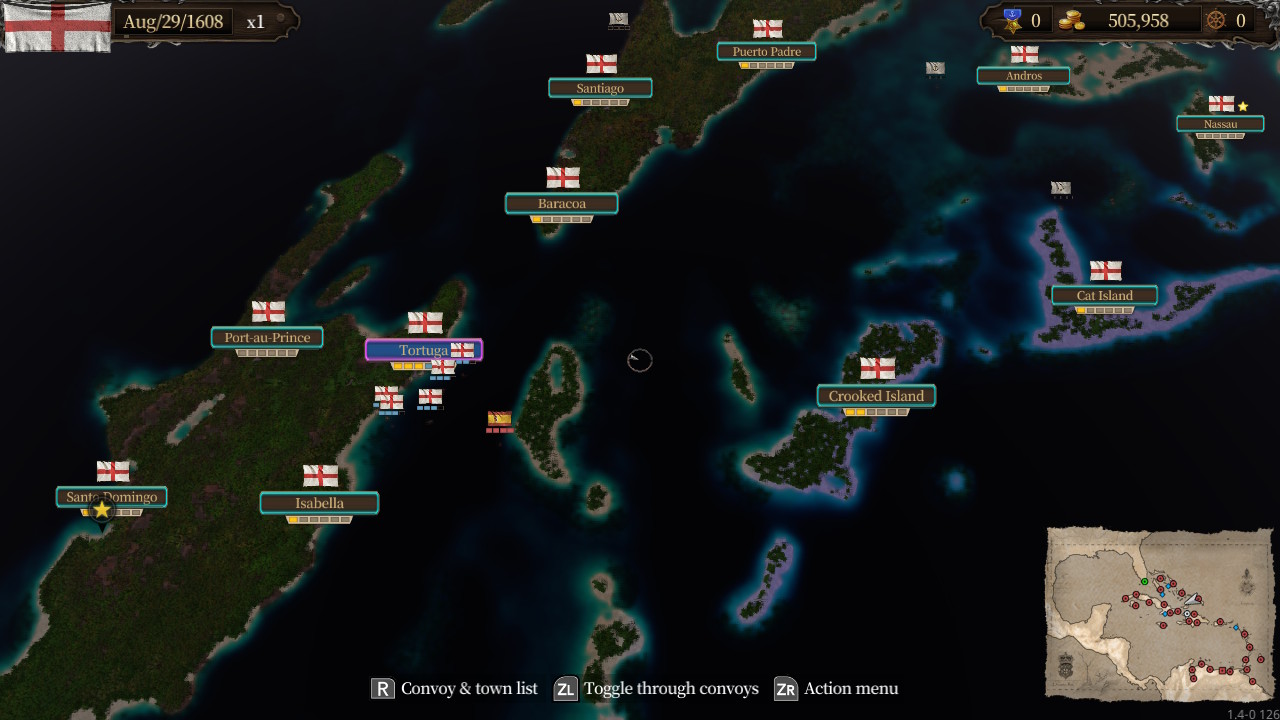 Aug/29/1608 x1
0 505,958 0
Puerto Padre
Andros
Santiago
Nassau
Baracoa
Cat Island
Port-au-Prince
Tortuga
Crooked Island
Santo Domingo
Isabella
R Convoy & town list ZL Toggle through convoys ZR Action menu
1.4-0 126